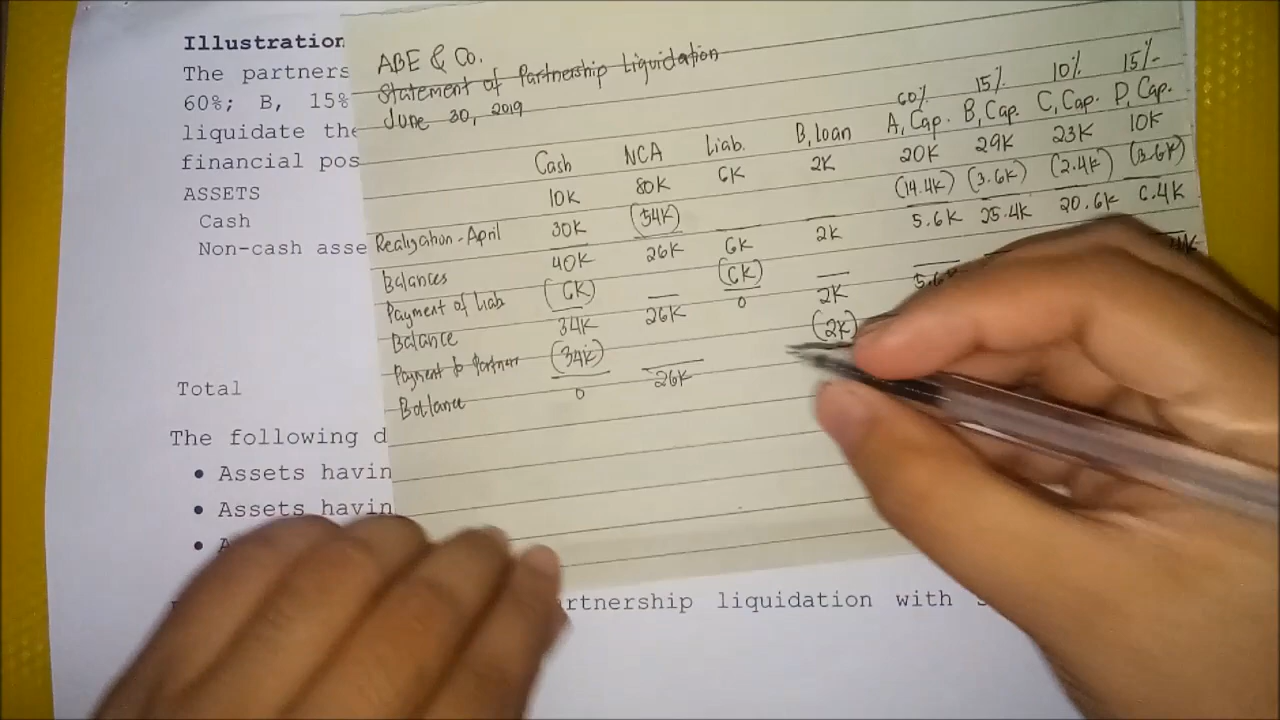 Illustration
The partners
60%; B, 15%
liquidate the
financial pos
ASSETS
Cash
Non-cash asse
Total
The following d
• Assets havin
• Assets havin
•
artnership liquidation with
ABE & Co.
Statement of Partnership Liquidation
June 30, 2019
60% 15% 10% 15%
Cash NCA Liab. B, loan A, Cap. B, Cap. C, Cap. D, Cap.
10K 80K 6K 2K 20K 29K 23K 10K
Realization - April 30K (54K) (14.4K) (3.6K) (2.4K) (3.6K)
Balances 40K 26K 6K 2K 5.6K 25.4K 20.6K 6.4K
Payment of Liab (6K) (6K)
Balance 34K 26K 0 2K
Payment to Partners (34K) (2K)
Balance 0 26K